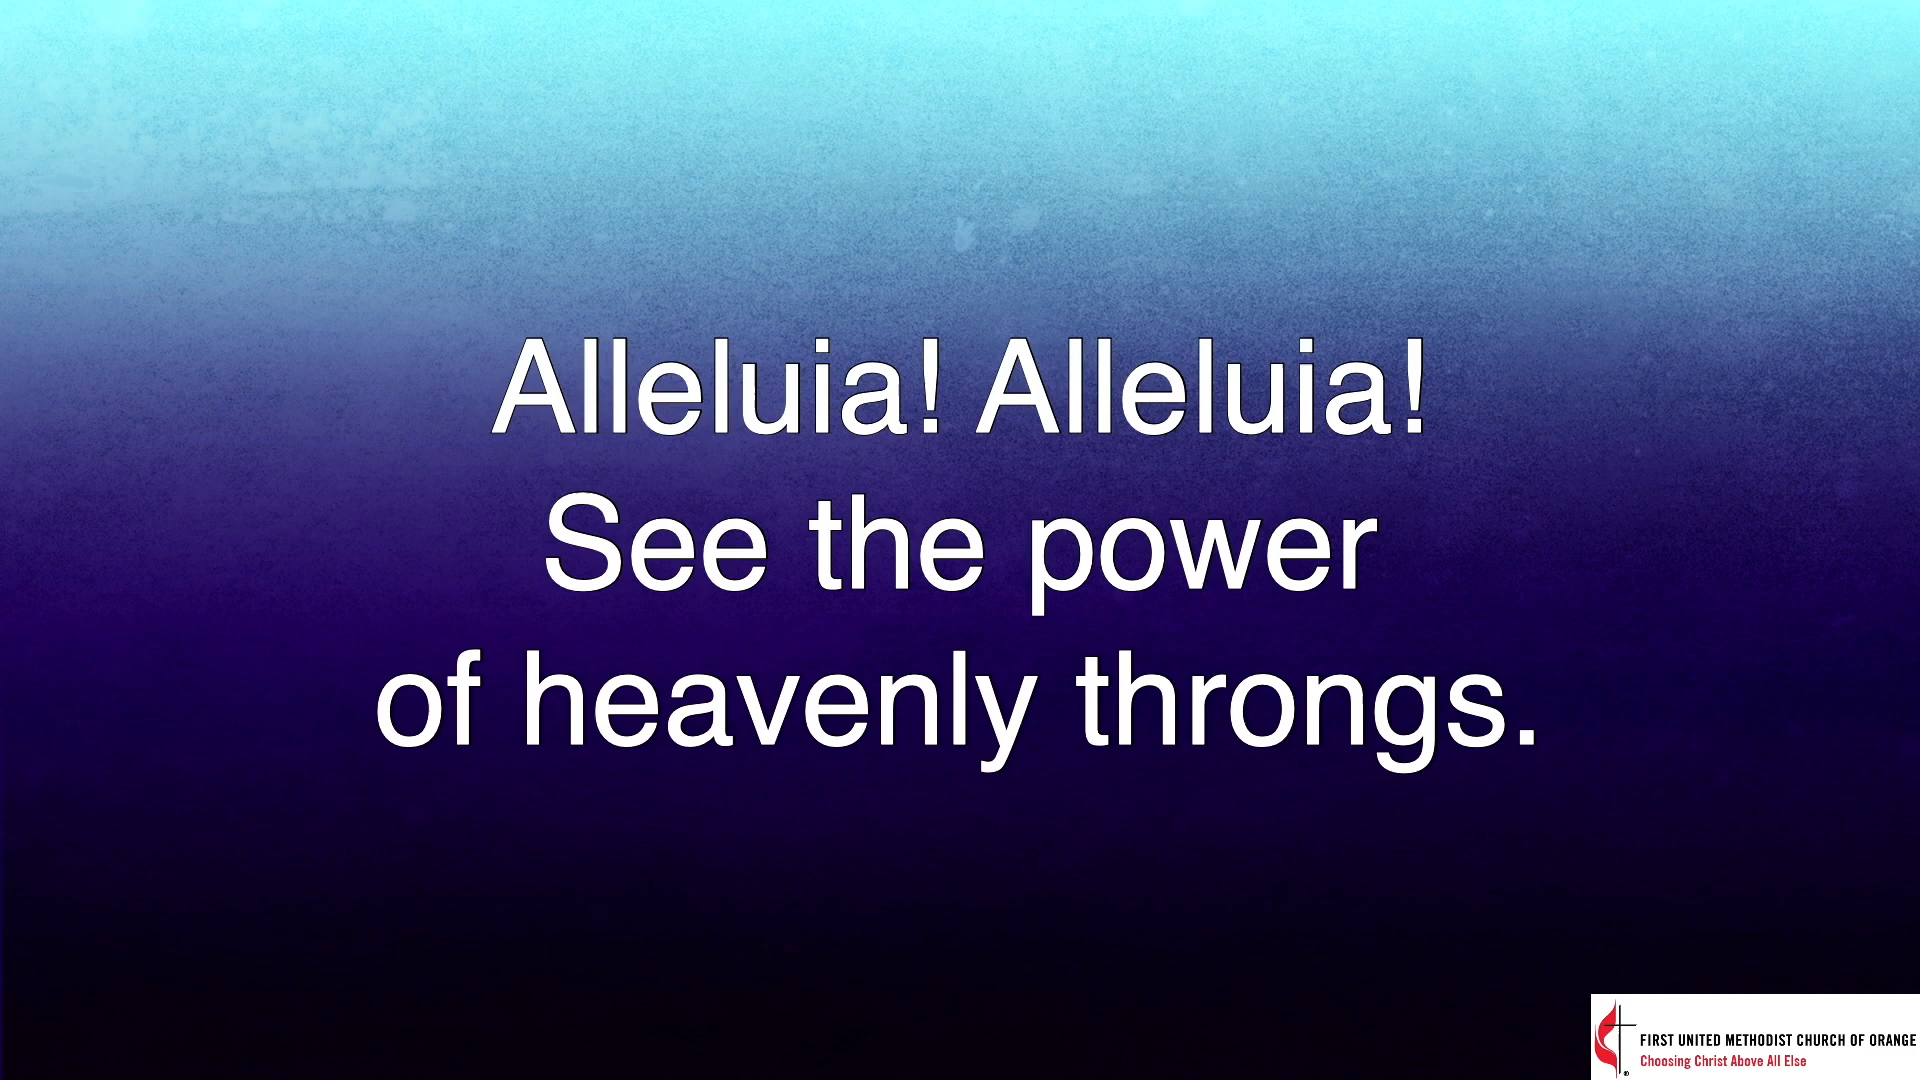 Alleluia! Alleluia!
See the power
of heavenly throngs.
FIRST UNITED METHODIST CHURCH OF ORANGE
Choosing Christ Above All Else
®